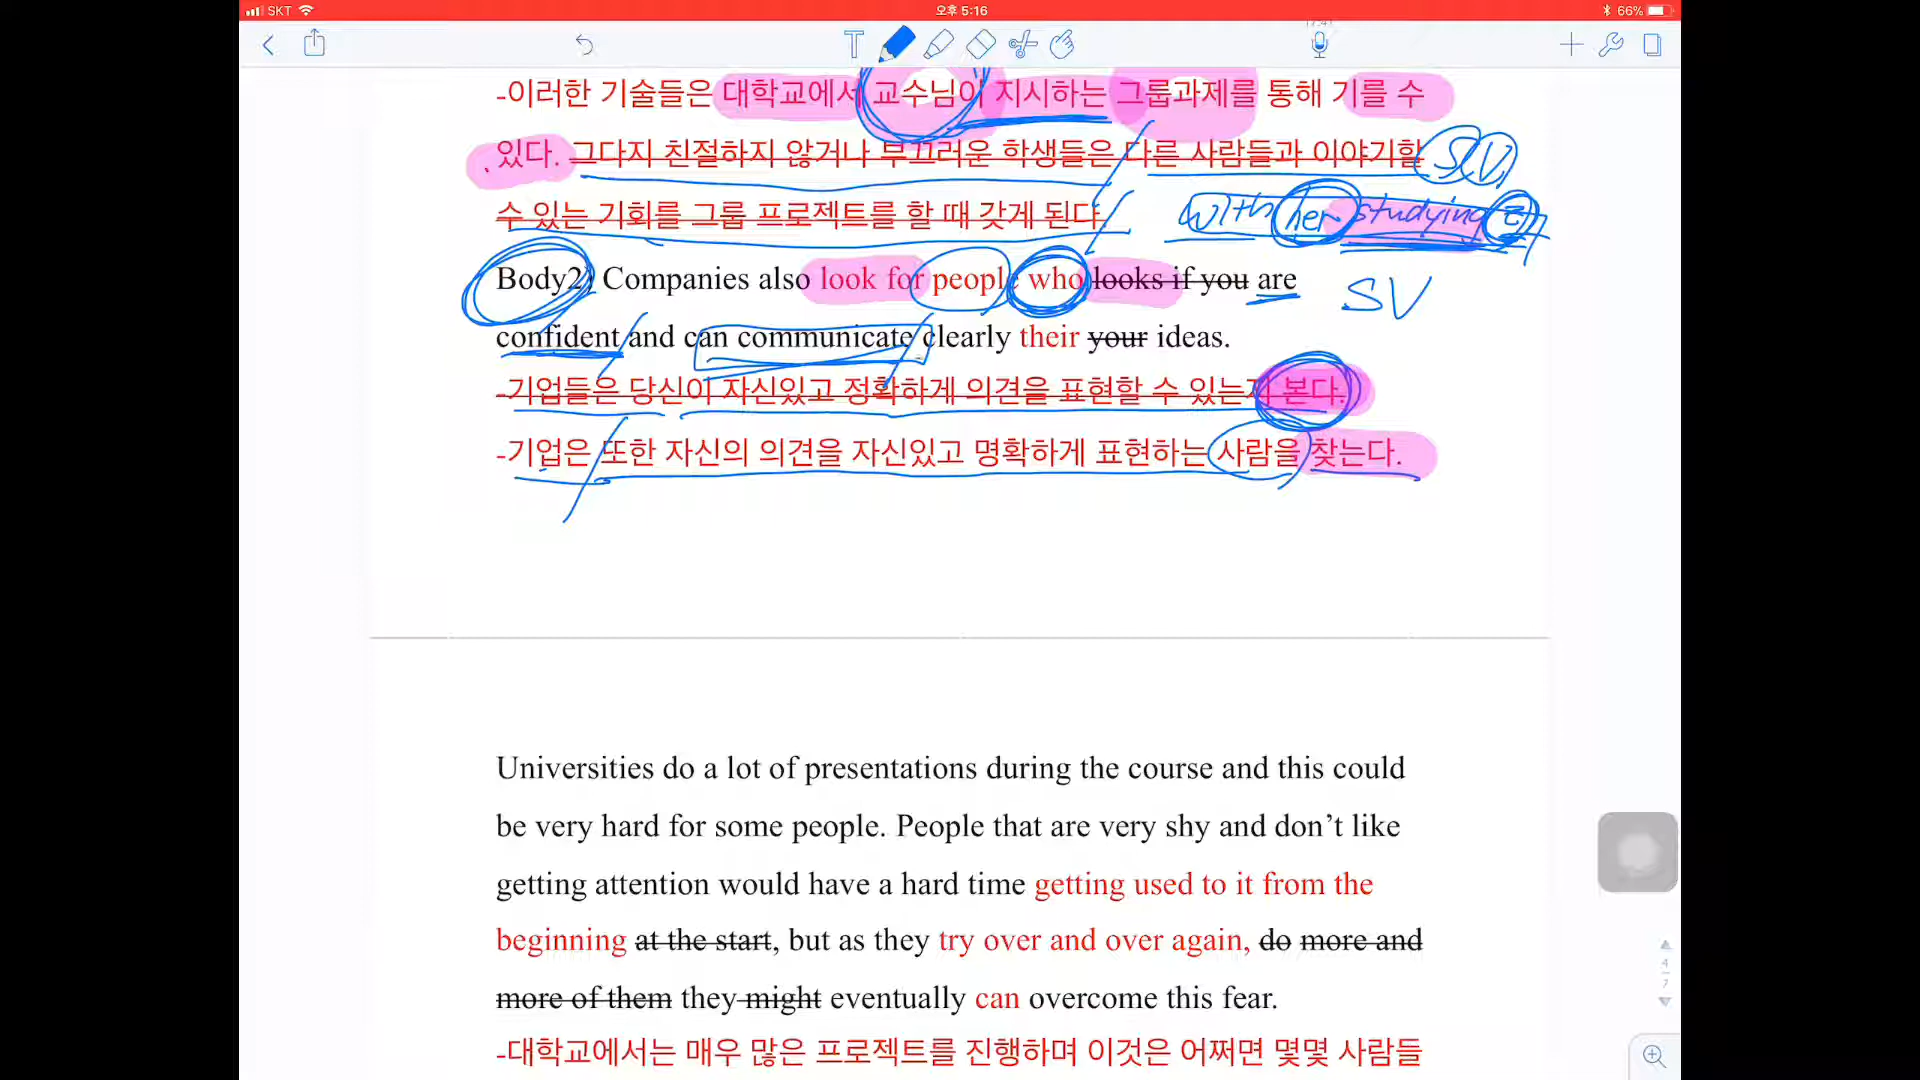 SKT 오후 5:16 66%
T
-이러한 기술들은 대학교에서 교수님이 지시하는 그룹과제를 통해 기를 수
있다. 그다지 친절하지 않거나 부끄러운 학생들은 다른 사람들과 이야기할 SV
수 있는 기회를 그룹 프로젝트를 할 때 갖게 된다. with her studying
Body2) Companies also look for people who looks if you are SV
confident and can communicate clearly their your ideas.
-기업들은 당신이 자신있고 정확하게 의견을 표현할 수 있는지 본다.
-기업은 또한 자신의 의견을 자신있고 명확하게 표현하는 사람을 찾는다.
Universities do a lot of presentations during the course and this could
be very hard for some people. People that are very shy and don’t like
getting attention would have a hard time getting used to it from the
beginning at the start, but as they try over and over again, do more and
more of them they might eventually can overcome this fear.
-대학교에서는 매우 많은 프로젝트를 진행하며 이것은 어쩌면 몇몇 사람들
4
7